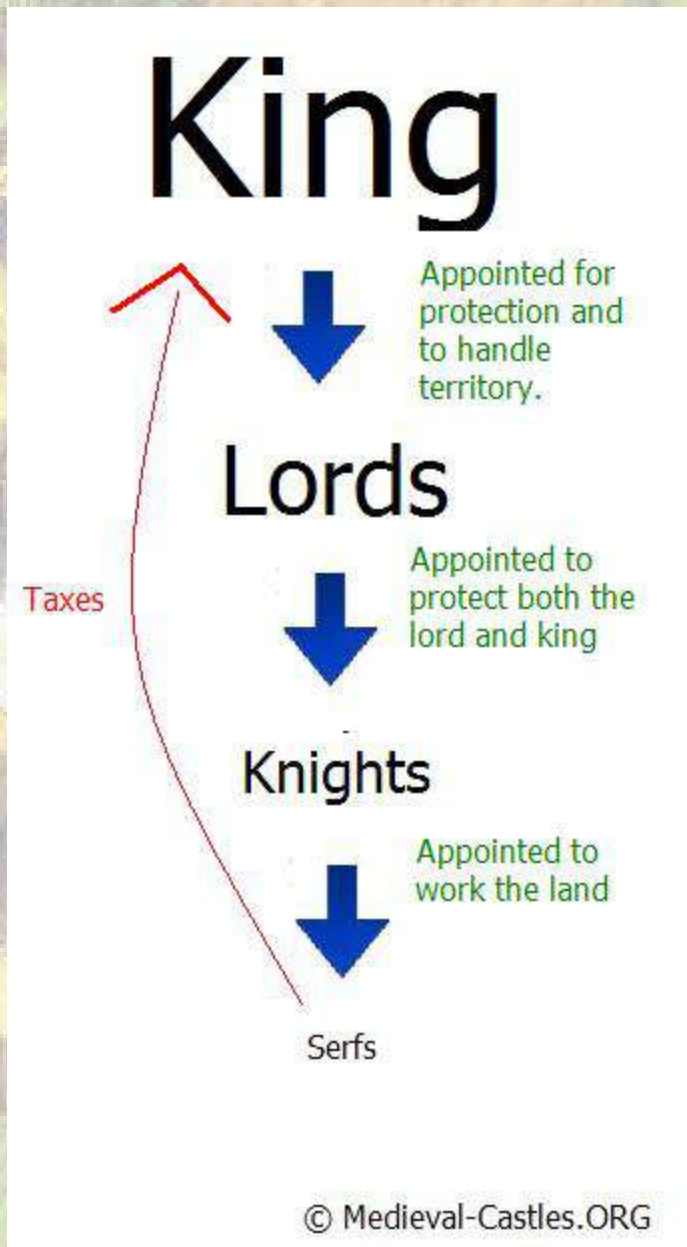 King
Appointed for
protection and
to handle
territory.
Lords
Appointed to
protect both the
lord and king
Taxes
Knights
Appointed to
work the land
Serfs
© Medieval-Castles.ORG